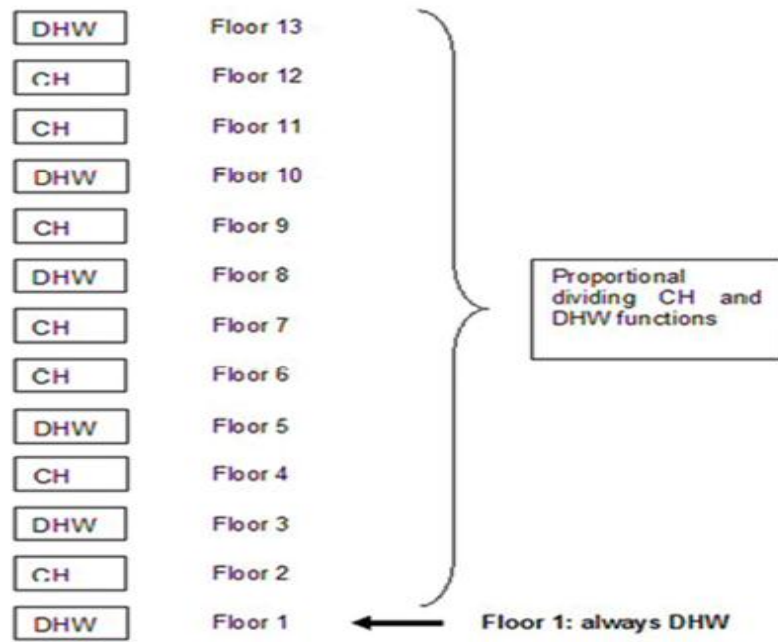 DHW Floor 13
CH Floor 12
CH Floor 11
DHW Floor 10
CH Floor 9
DHW Floor 8
CH Floor 7
CH Floor 6
DHW Floor 5
CH Floor 4
DHW Floor 3
CH Floor 2
DHW Floor 1 Floor 1: always DHW
Proportional
dividing CH and
DHW functions